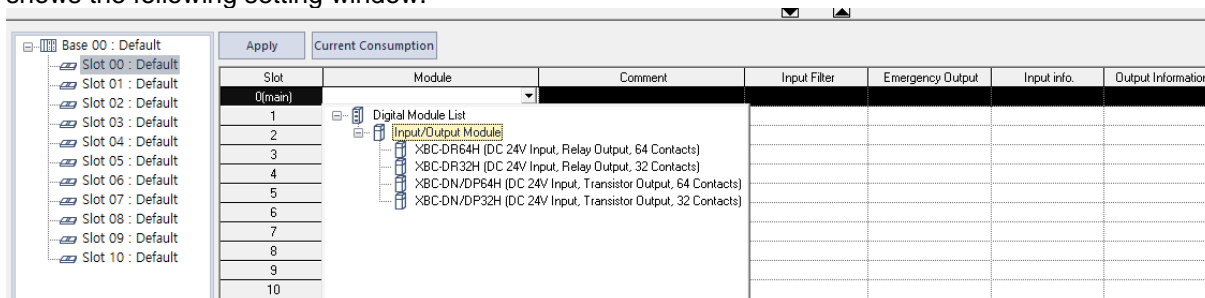 shows the following setting window.
Base 00 : Default
Slot 00 : Default
Slot 01 : Default
Slot 02 : Default
Slot 03 : Default
Slot 04 : Default
Slot 05 : Default
Slot 06 : Default
Slot 07 : Default
Slot 08 : Default
Slot 09 : Default
Slot 10 : Default
Apply Current Consumption
Slot Module Comment Input Filter Emergency Output Input info. Output Information
0(main)
1
2
3
4
5
6
7
8
9
10
Digital Module List
Input/Output Module
XBC-DR64H (DC 24V Input, Relay Output, 64 Contacts)
XBC-DR32H (DC 24V Input, Relay Output, 32 Contacts)
XBC-DN/DP64H (DC 24V Input, Transistor Output, 64 Contacts)
XBC-DN/DP32H (DC 24V Input, Transistor Output, 32 Contacts)